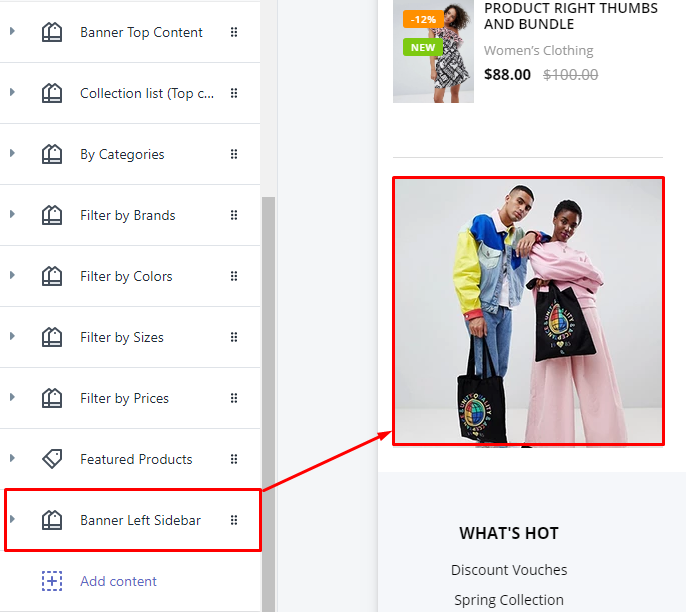 Banner Top Content
Collection list (Top c...
By Categories
Filter by Brands
Filter by Colors
Filter by Sizes
Filter by Prices
Featured Products
Banner Left Sidebar
Add content
-12%
NEW
PRODUCT RIGHT THUMBS
AND BUNDLE
Women's Clothing
$88.00 $100.00
WHAT'S HOT
Discount Vouches
Spring Collection